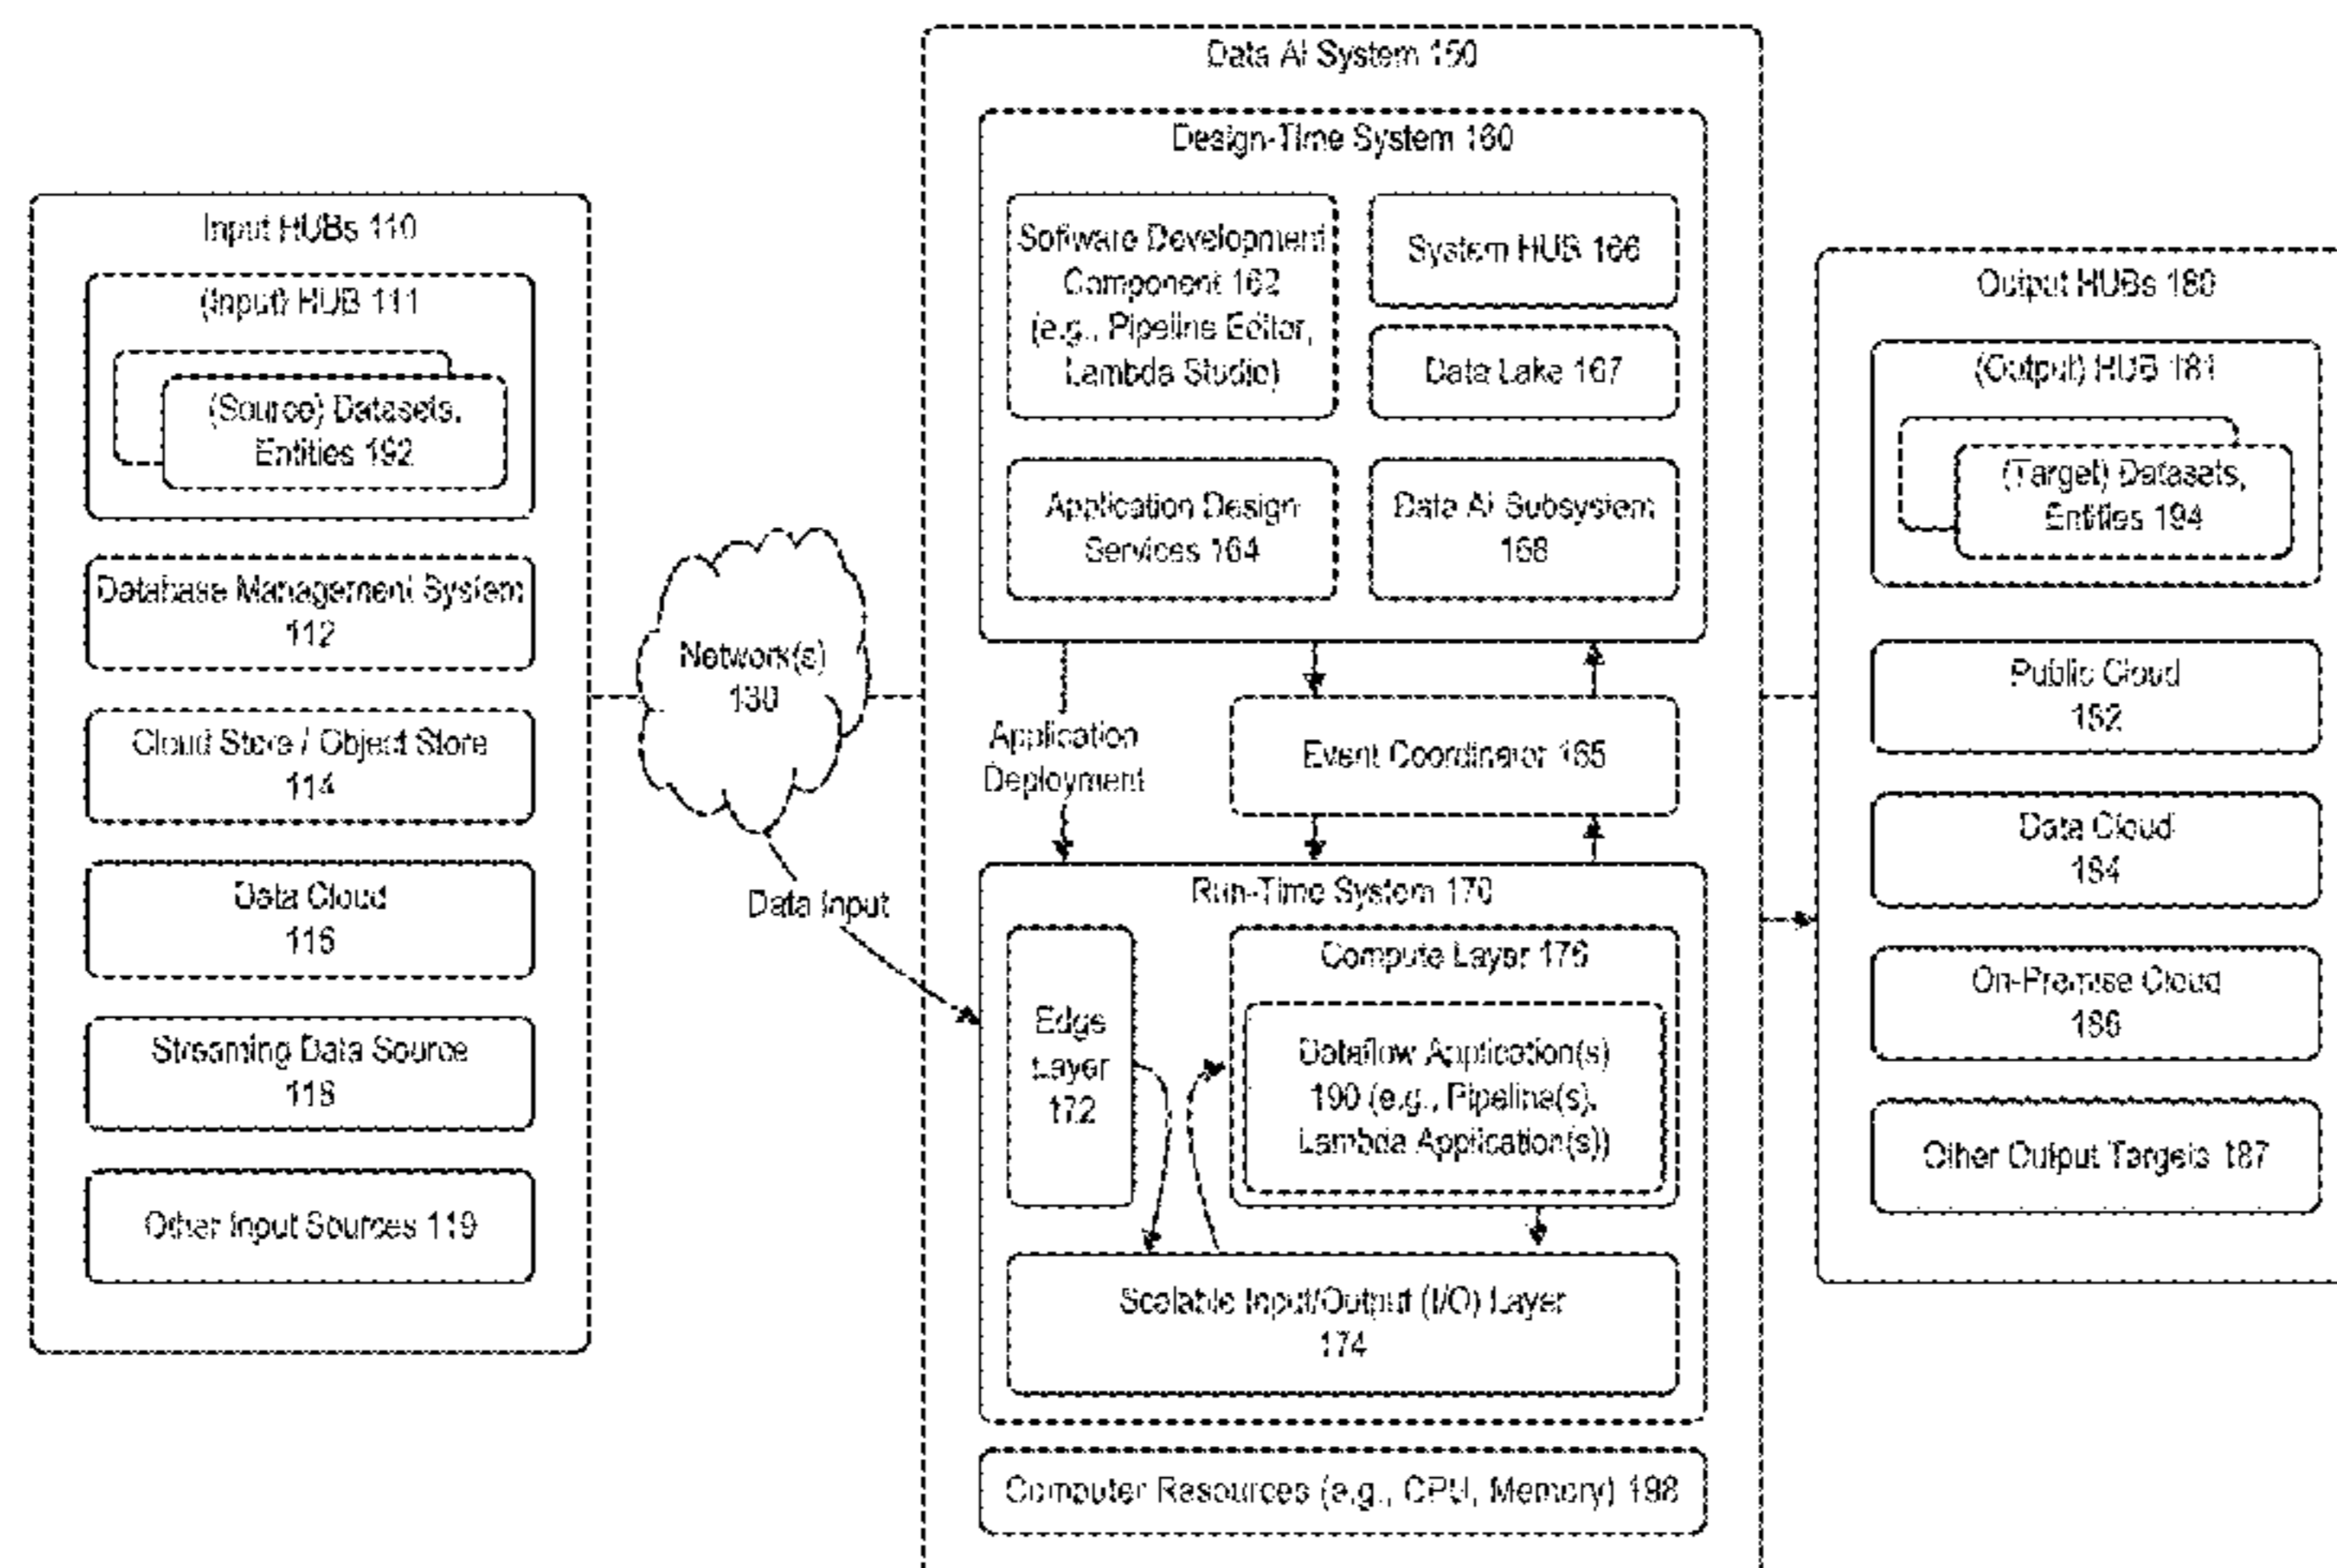 Input HUBs 110
(Input) HUB 111
(Source) Datasets,
Entities 192
Database Management System
112
Cloud Store / Object Store
114
Data Cloud
116
Streaming Data Source
118
Other Input Sources 119
Network(s)
130
Data Input
Data AI System 150
Design-Time System 160
Software Development
Component 162
(e.g., Pipeline Editor,
Lambda Studio)
System HUB 166
Data Lake 167
Application Design
Services 164
Data AI Subsystem
168
Application
Deployment
Event Coordinator 165
Run-Time System 170
Edge
Layer
172
Compute Layer 176
Dataflow Application(s)
190 (e.g., Pipeline(s),
Lambda Application(s))
Scalable Input/Output (I/O) Layer
174
Computer Resources (e.g., CPU, Memory) 198
Output HUBs 180
(Output) HUB 181
(Target) Datasets,
Entities 194
Public Cloud
182
Data Cloud
184
On-Premise Cloud
186
Other Output Targets 187